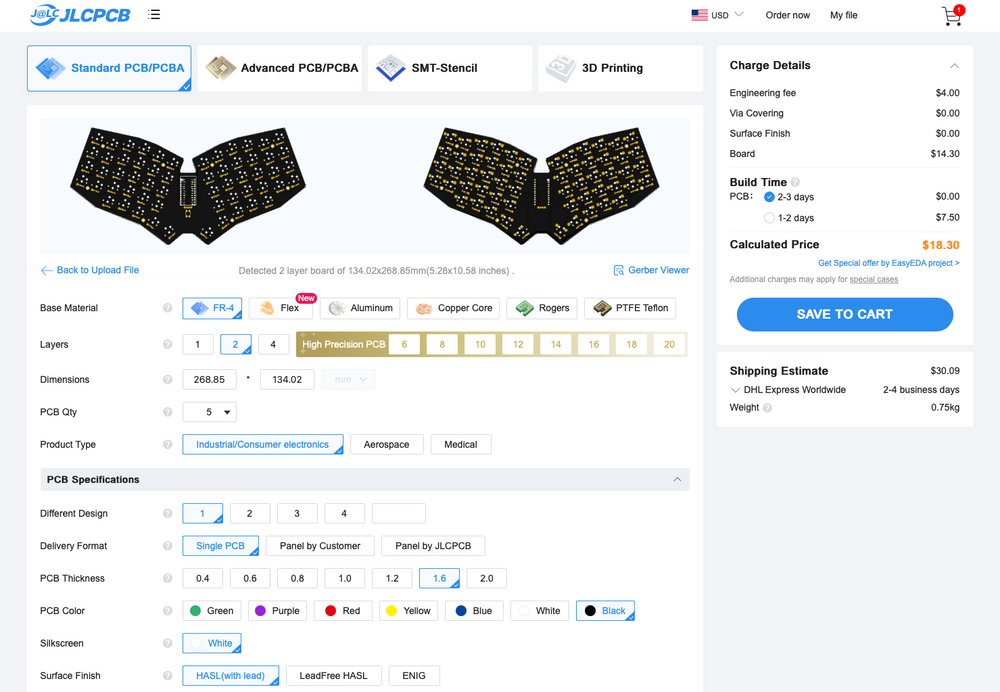 J@LC JLCPCB
USD
Order now
My file
1
Standard PCB/PCBA
Advanced PCB/PCBA
SMT-Stencil
3D Printing
Back to Upload File
Detected 2 layer board of 134.02x268.85mm(5.28x10.58 inches) .
Gerber Viewer
Base Material ? FR-4 Flex New Aluminum Copper Core Rogers PTFE Teflon
Layers ? 1 2 4 High Precision PCB 6 8 10 12 14 16 18 20
Dimensions ? 268.85 * 134.02 mm
PCB Qty ? 5
Product Type ? Industrial/Consumer electronics Aerospace Medical
PCB Specifications
Different Design ? 1 2 3 4
Delivery Format ? Single PCB Panel by Customer Panel by JLCPCB
PCB Thickness ? 0.4 0.6 0.8 1.0 1.2 1.6 2.0
PCB Color ? Green Purple Red Yellow Blue White Black
Silkscreen ? White
Surface Finish ? HASL(with lead) LeadFree HASL ENIG
Charge Details
Engineering fee $4.00
Via Covering $0.00
Surface Finish $0.00
Board $14.30
Build Time ?
PCB: 2-3 days $0.00
1-2 days $7.50
Calculated Price $18.30
Get Special offer by EasyEDA project >
Additional charges may apply for special cases
SAVE TO CART
Shipping Estimate $30.09
DHL Express Worldwide 2-4 business days
Weight ? 0.75kg